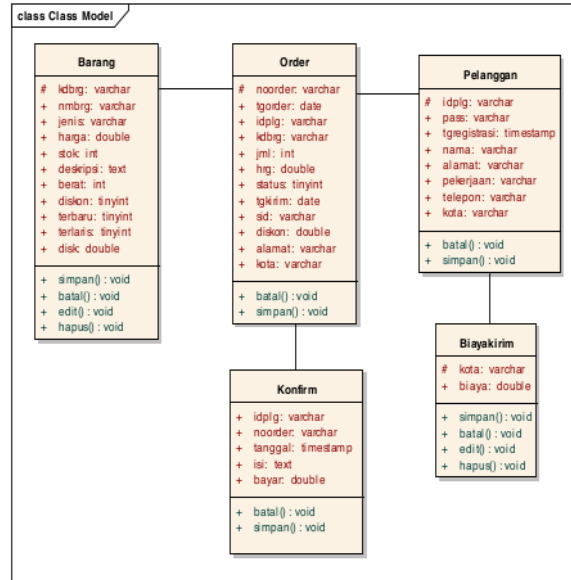 class Class Model
Barang
# kdbrg: varchar
+ nmbrg: varchar
+ jenis: varchar
+ harga: double
+ stok: int
+ deskripsi: text
+ berat: int
+ diskon: tinyint
+ terbaru: tinyint
+ terlaris: tinyint
+ disk: double
+ simpan() : void
+ batal() : void
+ edit() : void
+ hapus() : void
Order
# noorder: varchar
+ tgorder: date
+ idplg: varchar
+ kdbrg: varchar
+ jml: int
+ hrg: double
+ status: tinyint
+ tgkirim: date
+ sid: varchar
+ diskon: double
+ alamat: varchar
+ kota: varchar
+ batal() : void
+ simpan() : void
Pelanggan
# idplg: varchar
+ pass: varchar
+ tgregistrasi: timestamp
+ nama: varchar
+ alamat: varchar
+ pekerjaan: varchar
+ telepon: varchar
+ kota: varchar
+ batal() : void
+ simpan() : void
Konfirm
+ idplg: varchar
+ noorder: varchar
+ tanggal: timestamp
+ isi: text
+ bayar: double
+ batal() : void
+ simpan() : void
Biayakirim
# kota: varchar
+ biaya: double
+ simpan() : void
+ batal() : void
+ edit() : void
+ hapus() : void